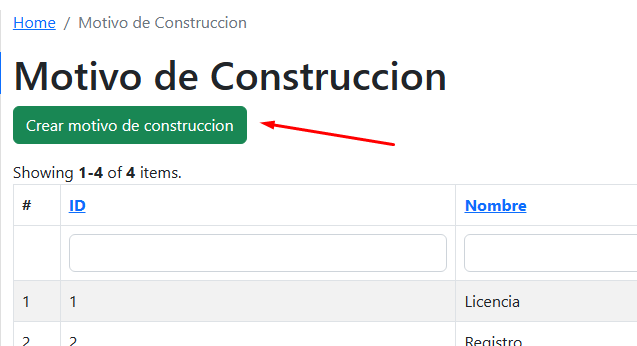 Home / Motivo de Construccion
Motivo de Construccion
Crear motivo de construccion
Showing 1-4 of 4 items.
# ID Nombre
1 1 Licencia
2 2 Registro